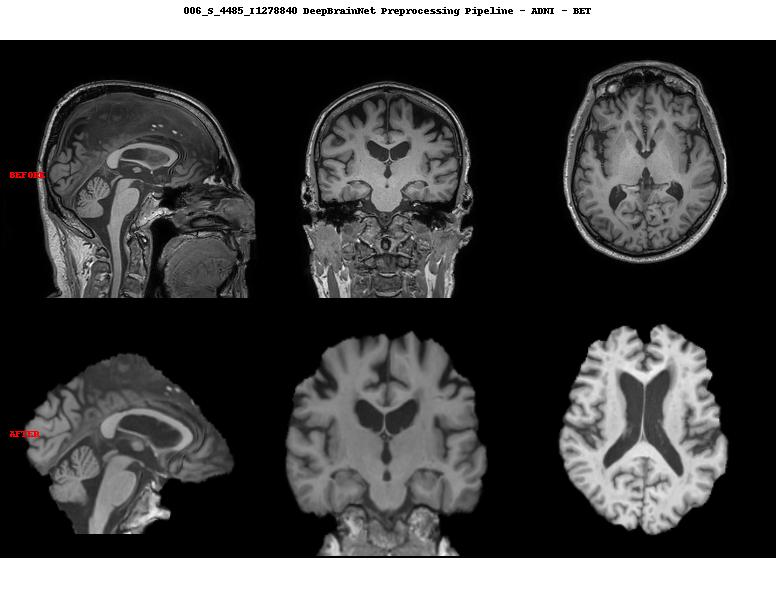 006_S_4485_I1278840 DeepBrainNet Preprocessing Pipeline - ADNI - BET
BEFORE
AFTER